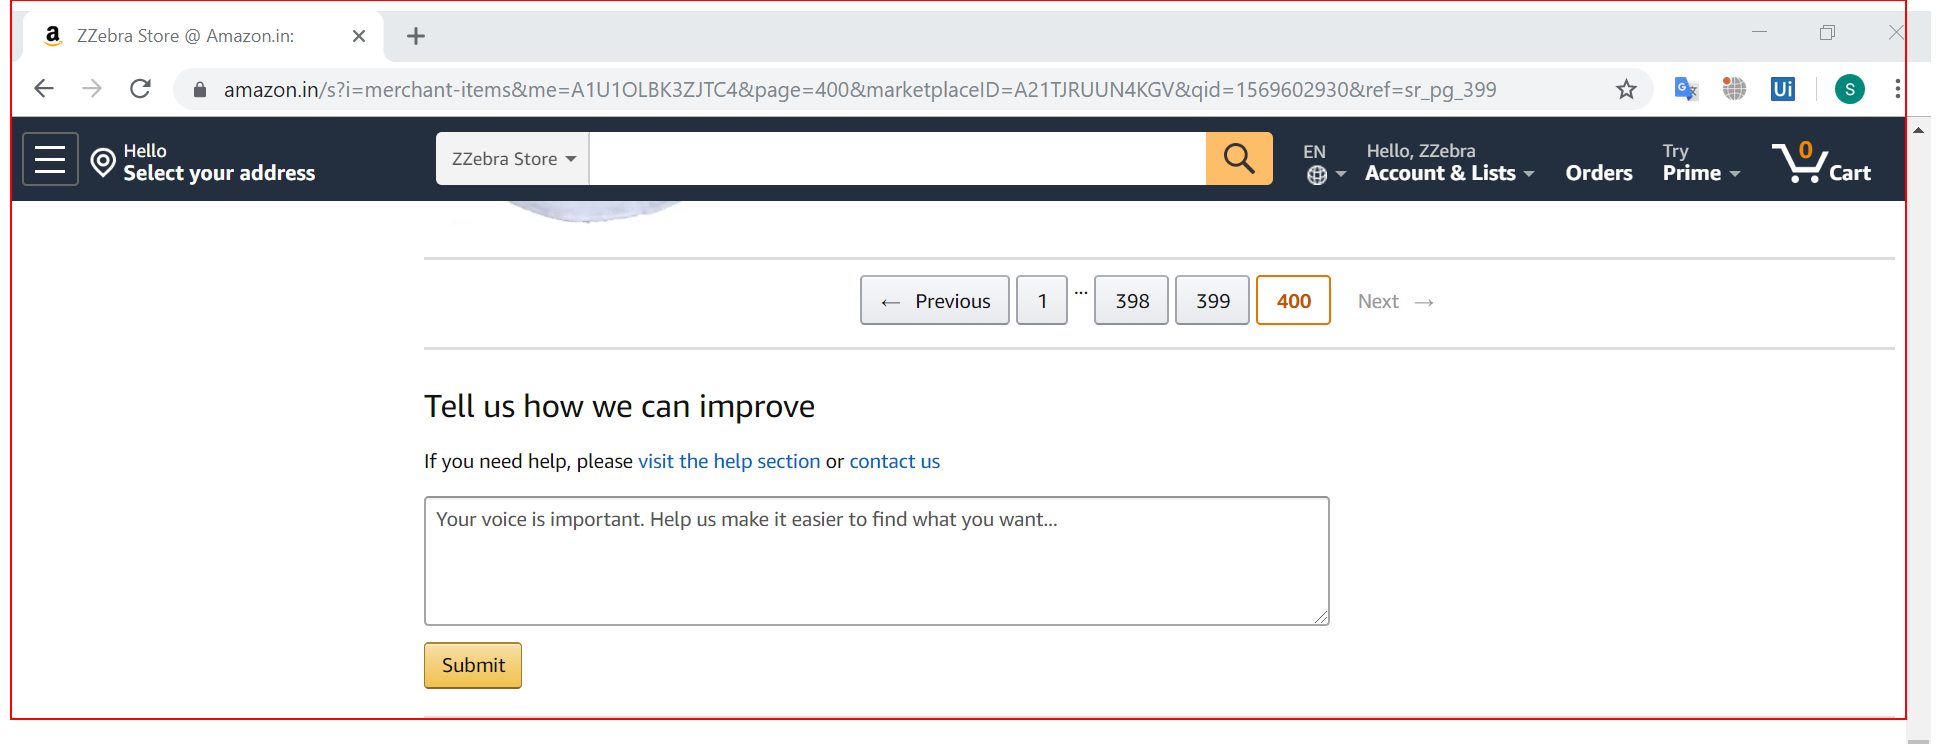 ZZebra Store @ Amazon.in:
amazon.in/s?i=merchant-items&me=A1U1OLBK3ZJTC4&page=400&marketplaceID=A21TJRUUN4KGV&qid=1569602930&ref=sr_pg_399
Ui
S
Hello
Select your address
ZZebra Store
EN
Hello, ZZebra
Account & Lists
Orders
Try
Prime
0
Cart
← Previous 1 ... 398 399 400 Next →
Tell us how we can improve
If you need help, please visit the help section or contact us
Your voice is important. Help us make it easier to find what you want...
Submit